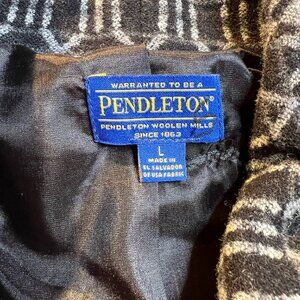 WARRANTED TO BE A
PENDLETON®
PENDLETON WOOLEN MILLS
SINCE 1863
L
MADE IN
EL SALVADOR
OF USA FABRIC